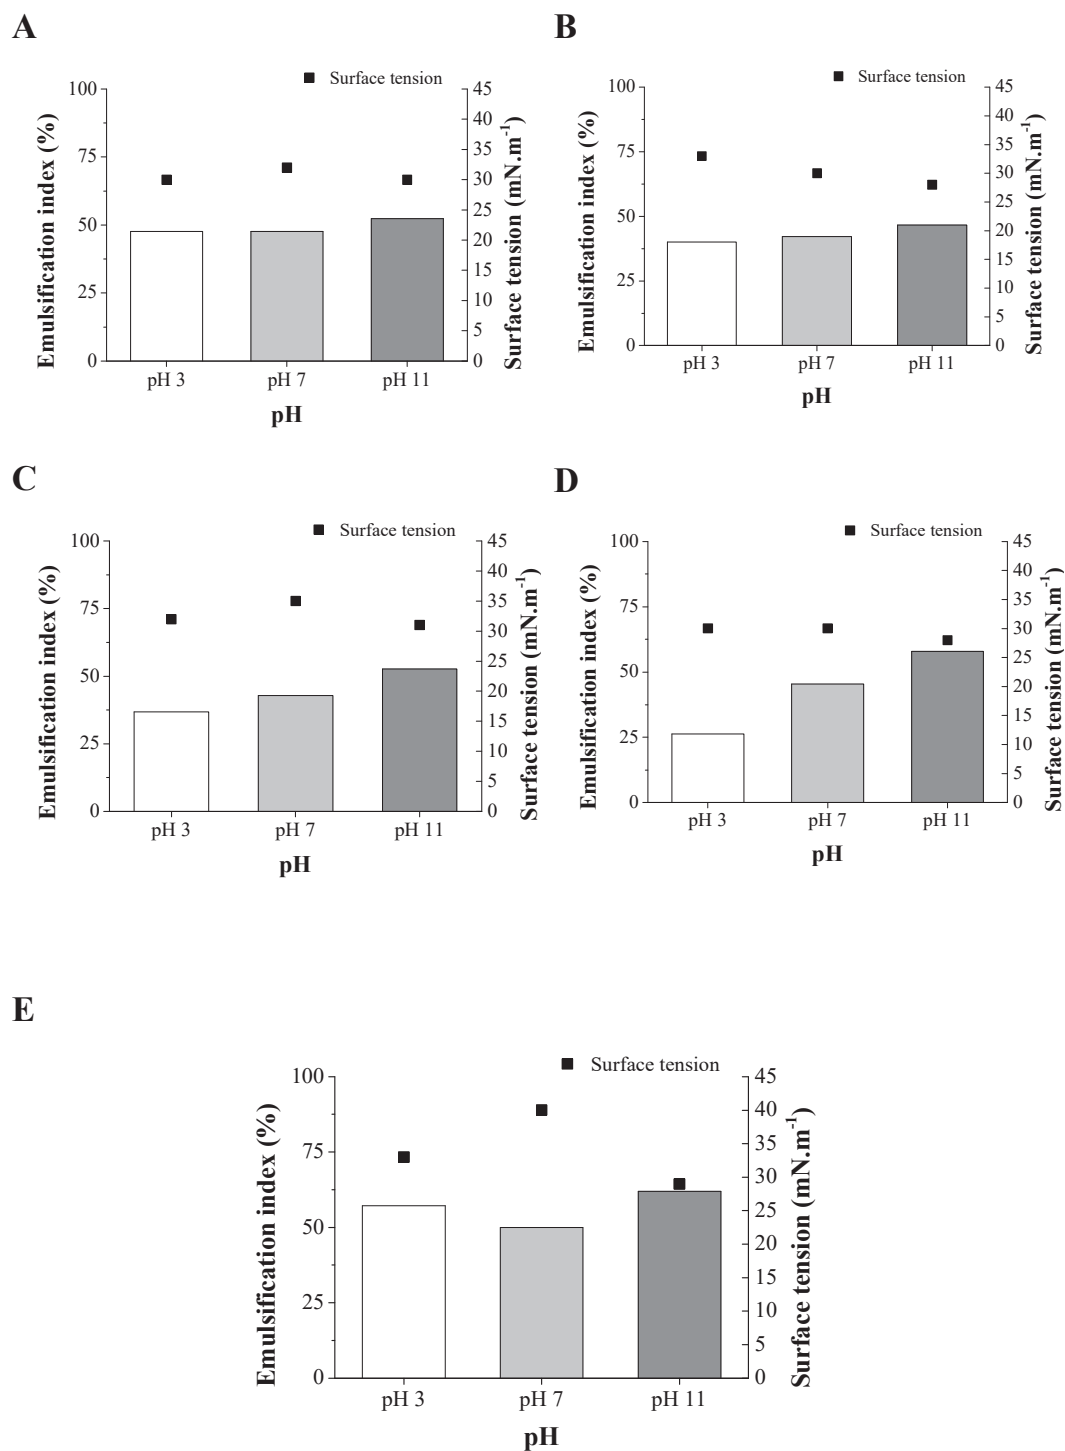 A
Surface tension
Emulsification index (%)
100
75
50
25
0
45
40
35
30
25
20
15
10
5
0
Surface tension (mN.m-1)
pH 3 pH 7 pH 11
pH
B
Surface tension
Emulsification index (%)
100
75
50
25
0
45
40
35
30
25
20
15
10
5
0
Surface tension (mN.m-1)
pH 3 pH 7 pH 11
pH
C
Surface tension
Emulsification index (%)
100
75
50
25
0
45
40
35
30
25
20
15
10
5
0
Surface tension (mN.m-1)
pH 3 pH 7 pH 11
pH
D
Surface tension
Emulsification index (%)
100
75
50
25
0
45
40
35
30
25
20
15
10
5
0
Surface tension (mN.m-1)
pH 3 pH 7 pH 11
pH
E
Surface tension
Emulsification index (%)
100
75
50
25
0
45
40
35
30
25
20
15
10
5
0
Surface tension (mN.m-1)
pH 3 pH 7 pH 11
pH